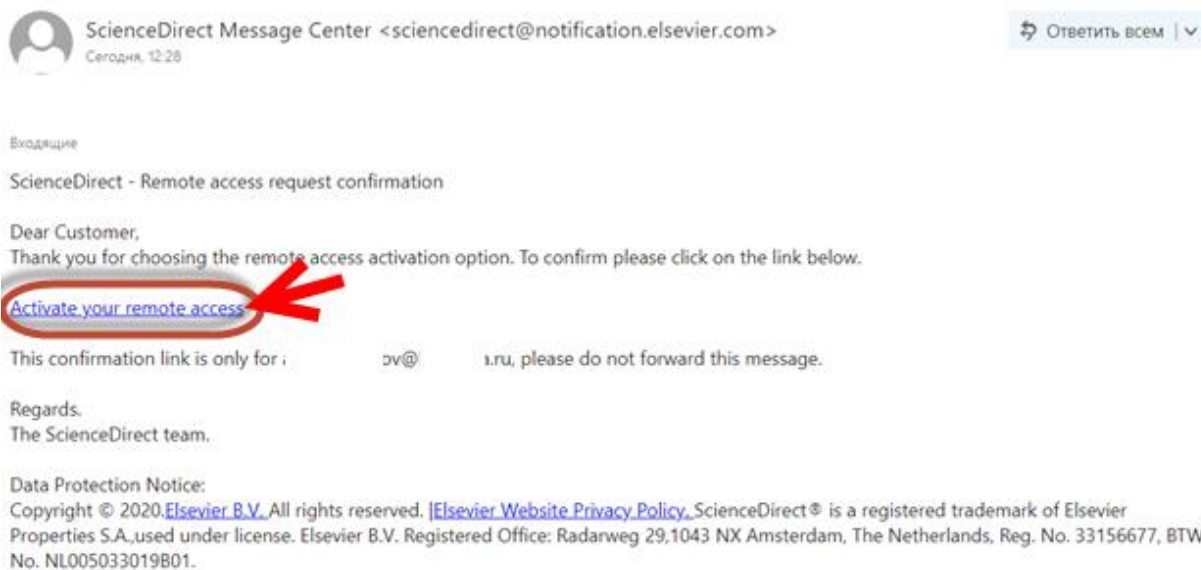 ScienceDirect Message Center <sciencedirect@notification.elsevier.com>
Ответить всем
Сегодня, 12:28
Входящие
ScienceDirect - Remote access request confirmation
Dear Customer,
Thank you for choosing the remote access activation option. To confirm please click on the link below.
Activate your remote access
This confirmation link is only for ov@ a.ru, please do not forward this message.
Regards.
The ScienceDirect team.
Data Protection Notice:
Copyright © 2020.Elsevier B.V. All rights reserved. |Elsevier Website Privacy Policy. ScienceDirect® is a registered trademark of Elsevier
Properties S.A.,used under license. Elsevier B.V. Registered Office: Radarweg 29,1043 NX Amsterdam, The Netherlands, Reg. No. 33156677, BTW
No. NL005033019B01.